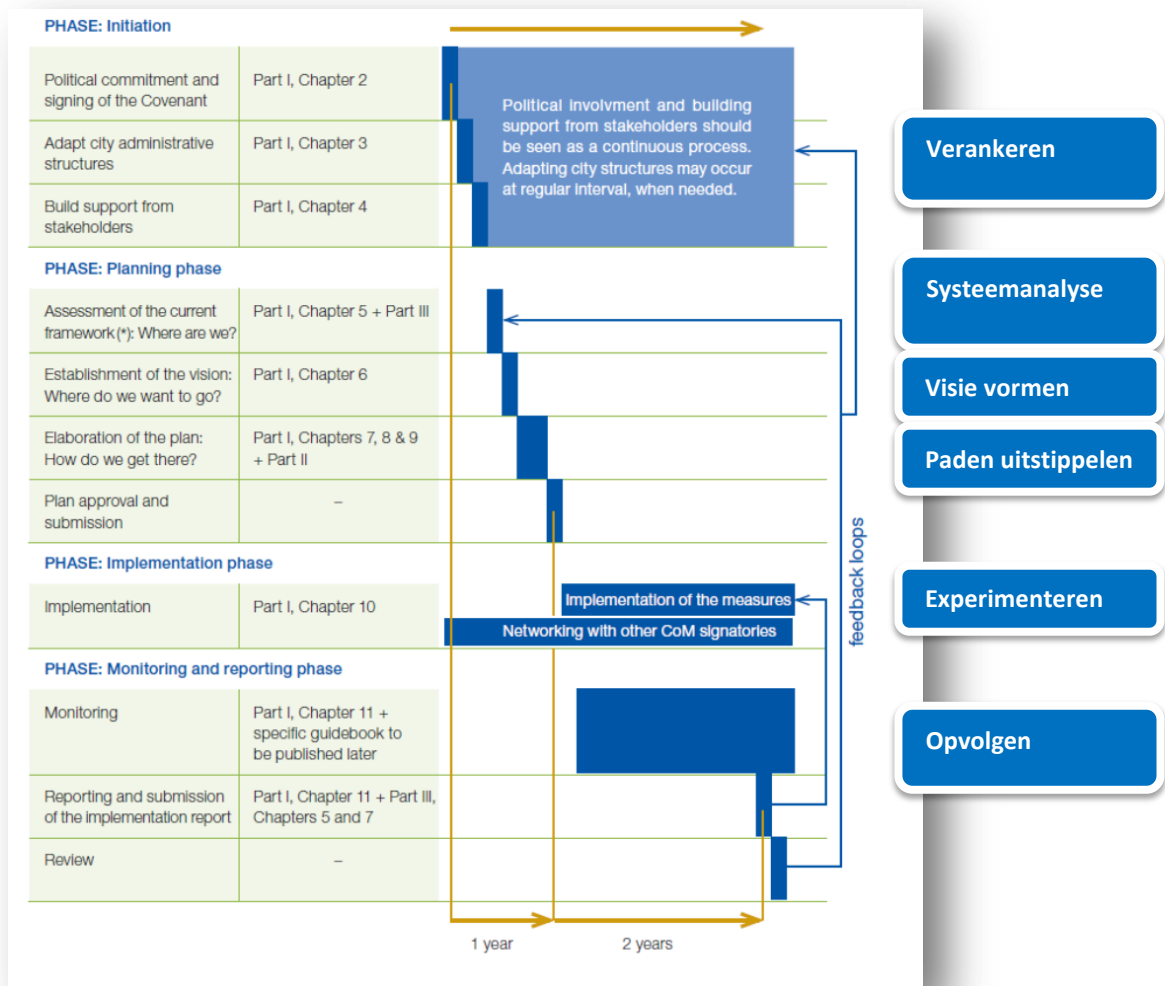 PHASE: Initiation
Political commitment and
signing of the Covenant
Part I, Chapter 2
Adapt city administrative
structures
Part I, Chapter 3
Build support from
stakeholders
Part I, Chapter 4
Political involvment and building
support from stakeholders should
be seen as a continuous process.
Adapting city structures may occur
at regular interval, when needed.
Verankeren
PHASE: Planning phase
Assessment of the current
framework (*): Where are we?
Part I, Chapter 5 + Part III
Systeemanalyse
Establishment of the vision:
Where do we want to go?
Part I, Chapter 6
Visie vormen
Elaboration of the plan:
How do we get there?
Part I, Chapters 7, 8 & 9
+ Part II
Paden uitstippelen
Plan approval and
submission
–
feedback loops
PHASE: Implementation phase
Implementation
Part I, Chapter 10
Implementation of the measures
Networking with other CoM signatories
Experimenteren
PHASE: Monitoring and reporting phase
Monitoring
Part I, Chapter 11 +
specific guidebook to
be published later
Opvolgen
Reporting and submission
of the implementation report
Part I, Chapter 11 + Part III,
Chapters 5 and 7
Review
–
1 year
2 years